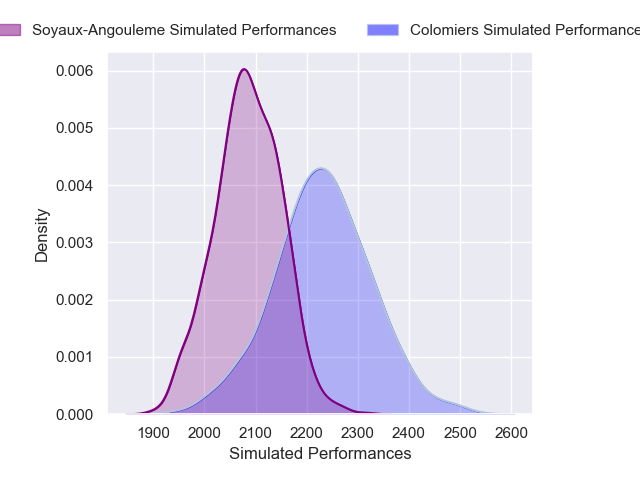 Soyaux-Angouleme Simulated Performances
Colomiers Simulated Performance
0.006
0.005
0.004
0.003
0.002
0.001
0.000
Density
1900 2000 2100 2200 2300 2400 2500 2600
Simulated Performances